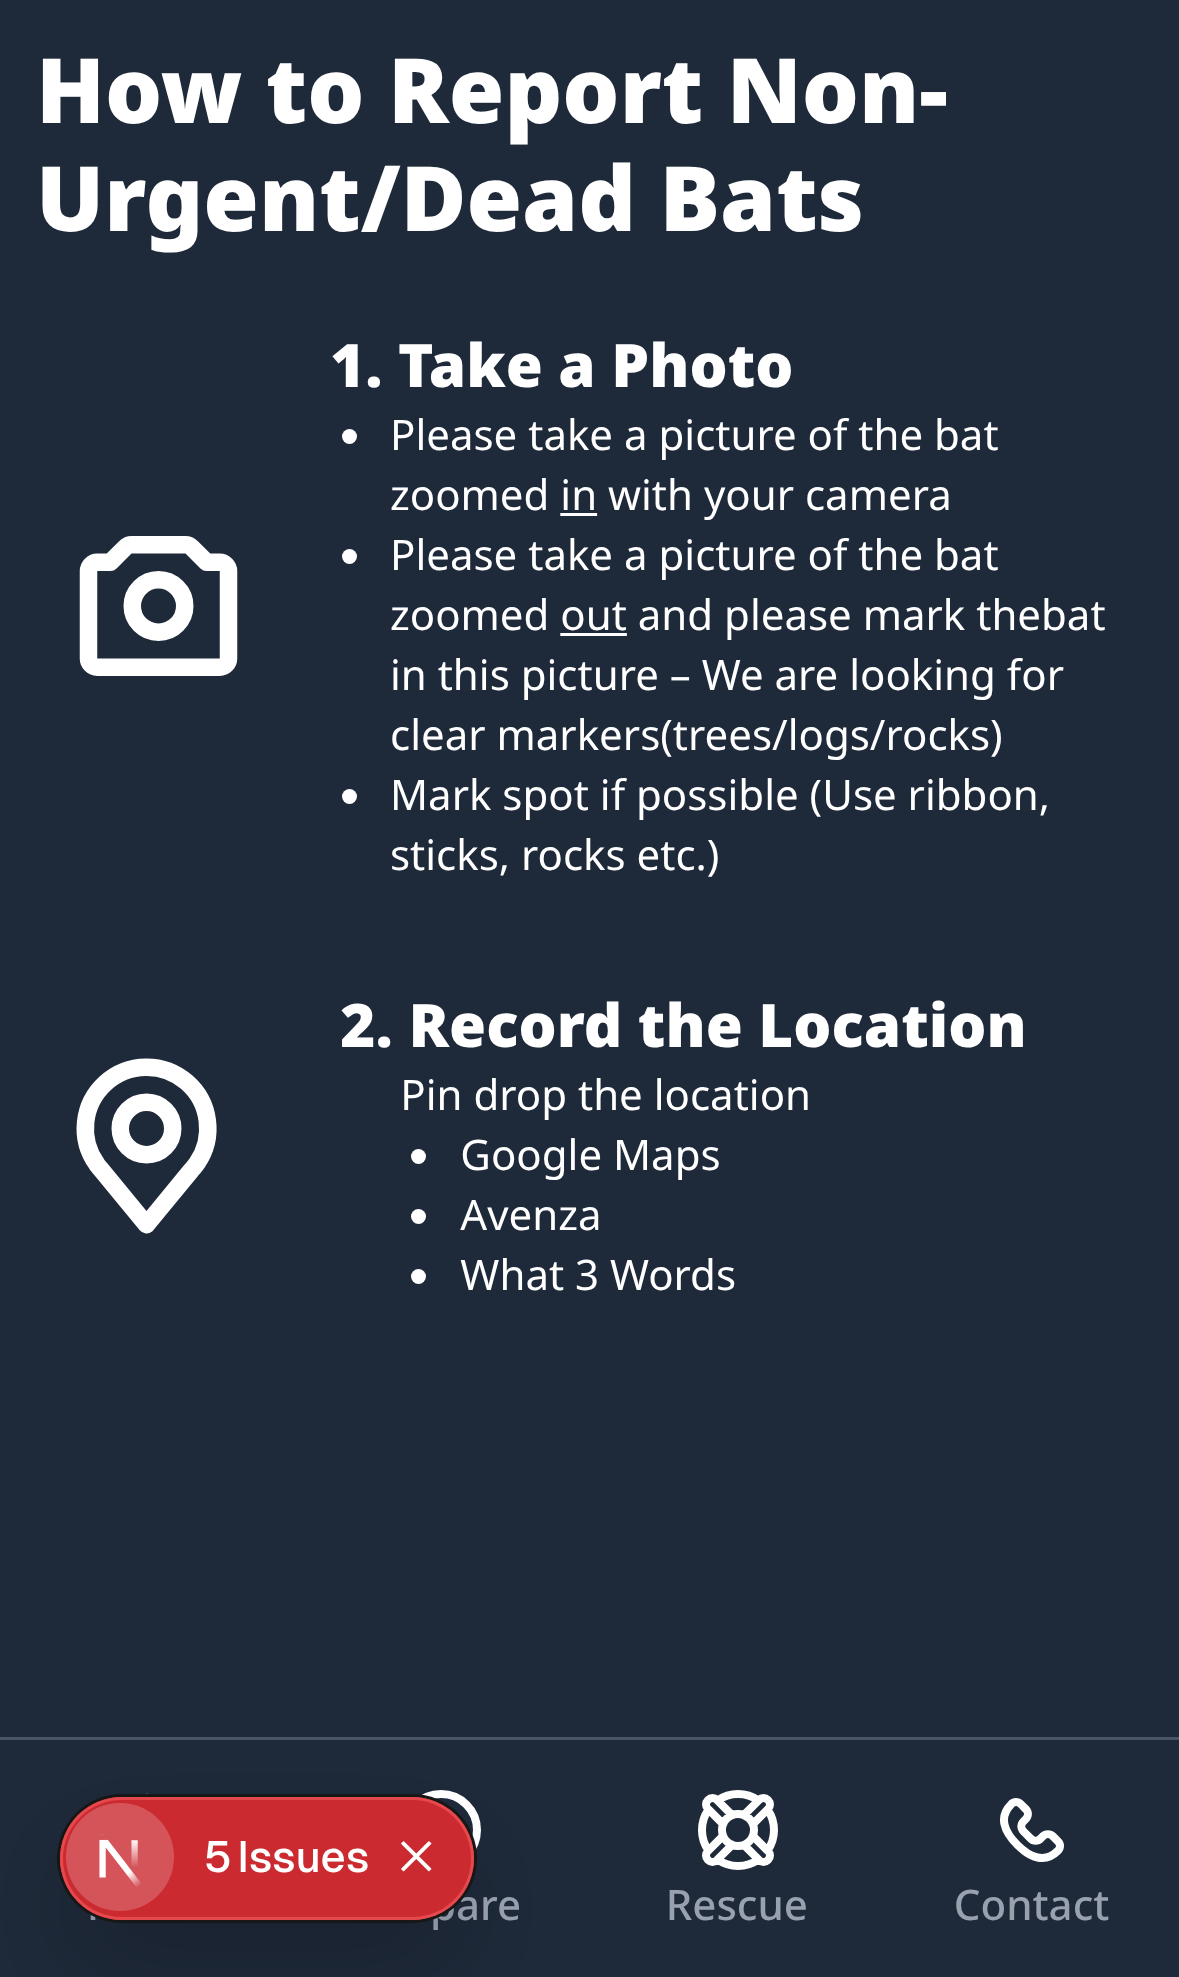 How to Report Non-
Urgent/Dead Bats
1. Take a Photo
• Please take a picture of the bat
zoomed in with your camera
• Please take a picture of the bat
zoomed out and please mark thebat
in this picture – We are looking for
clear markers(trees/logs/rocks)
• Mark spot if possible (Use ribbon,
sticks, rocks etc.)
2. Record the Location
Pin drop the location
• Google Maps
• Avenza
• What 3 Words
N 5 Issues
pare Rescue Contact